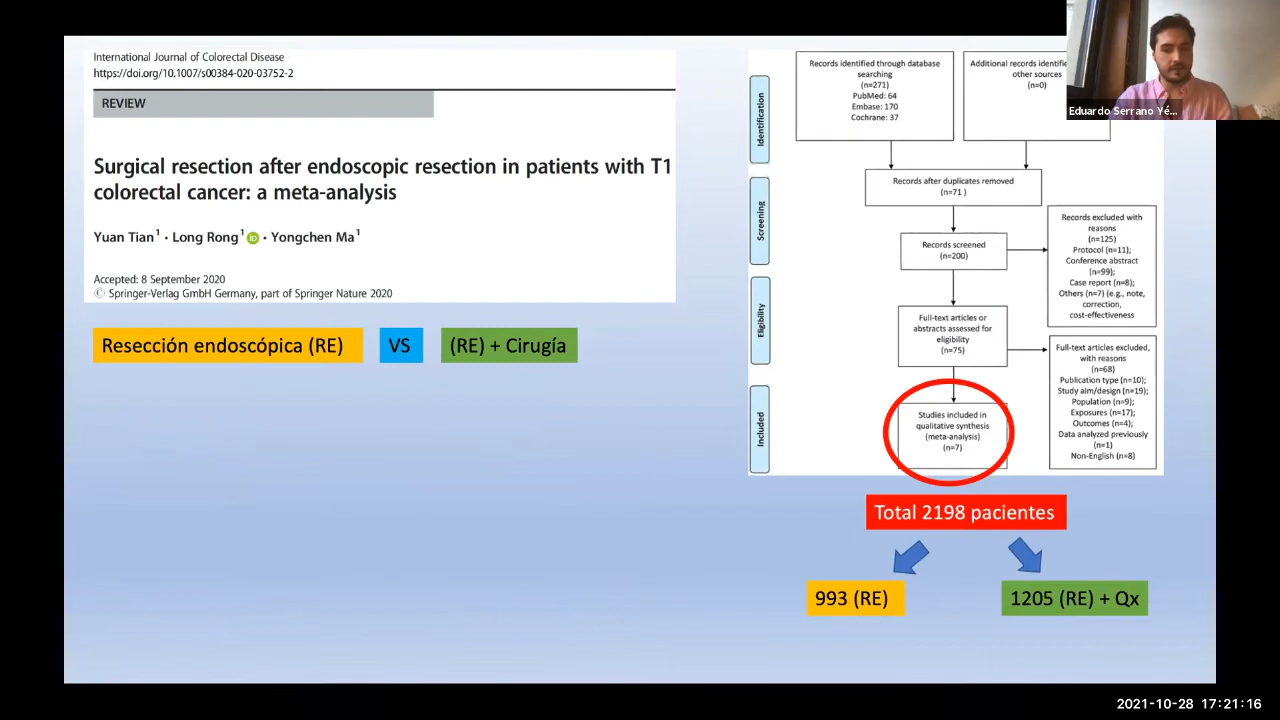 International Journal of Colorectal Disease
https://doi.org/10.1007/s00384-020-03752-2
REVIEW
Surgical resection after endoscopic resection in patients with T1
colorectal cancer: a meta-analysis
Yuan Tian1 · Long Rong1 · Yongchen Ma1
Accepted: 8 September 2020
© Springer-Verlag GmbH Germany, part of Springer Nature 2020
Resección endoscópica (RE)
VS
(RE) + Cirugía
Identification
Records identified through database
searching
(n=271)
PubMed: 64
Embase: 170
Cochrane: 37
Additional records
other sources
(n=0)
Screening
Records after duplicates removed
(n=71 )
Records screened
(n=200)
Records excluded with
reasons
(n=125)
Protocol (n=11);
Conference abstract
(n=99);
Case report (n=8);
Others (n=7) (e.g., note,
correction,
cost-effectiveness
Eligibility
Full-text articles or
abstracts assessed for
eligibility
(n=75)
Full-text articles excluded,
with reasons
(n=68)
Publication type (n=10);
Study aim/design (n=19);
Population (n=9);
Exposures (n=17);
Outcomes (n=4);
Data analyzed previously
(n=1)
Non-English (n=8)
Included
Studies included in
qualitative synthesis
(meta-analysis)
(n=7)
Total 2198 pacientes
993 (RE)
1205 (RE) + Qx
Eduardo Serrano Yé...
2021-10-28 17:21:16